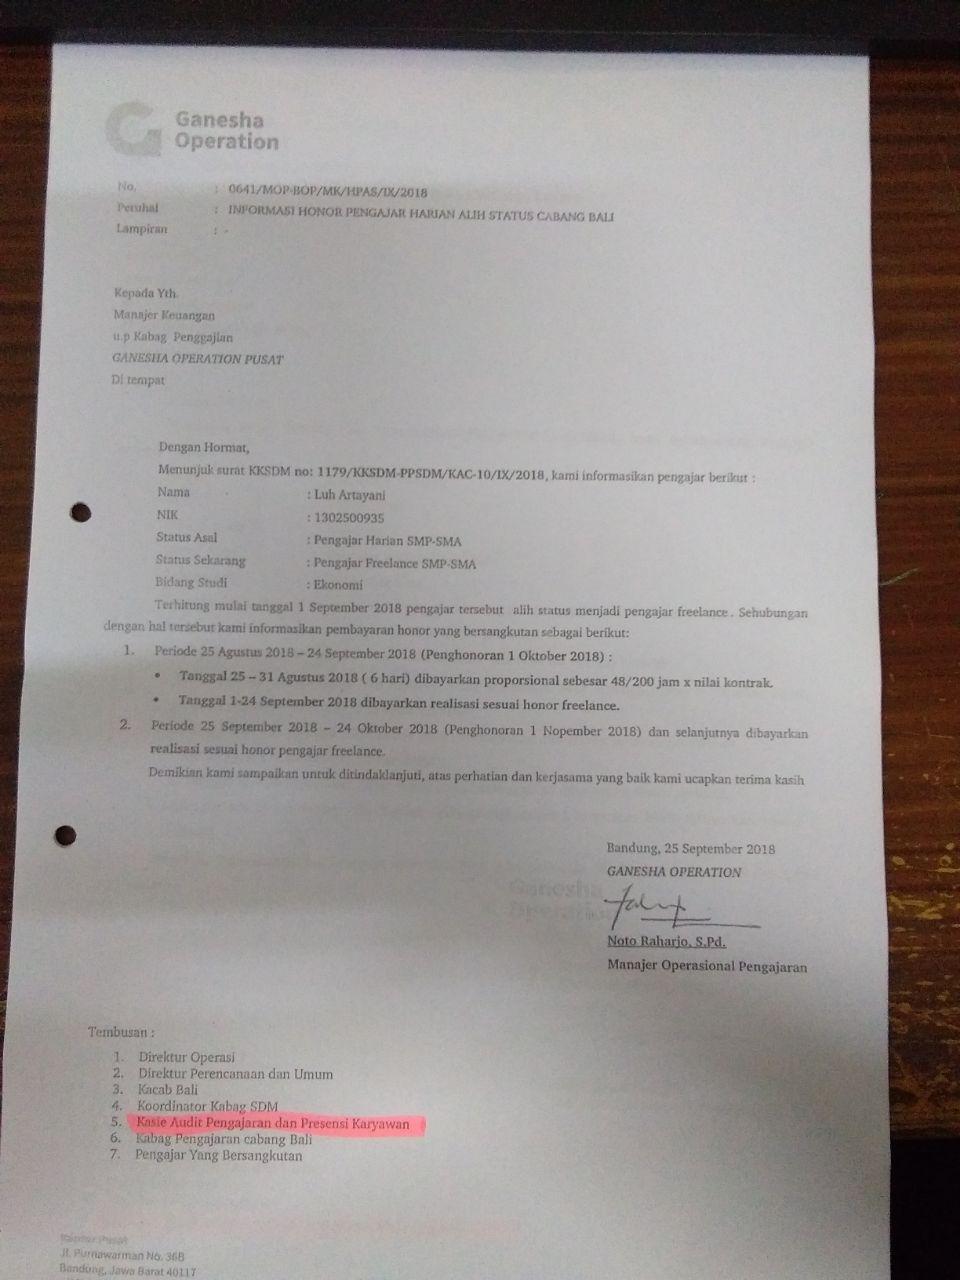 Ganesha
Operation
No. : 0641/MOP-BOP/MK/HPAS/IX/2018
Perihal : INFORMASI HONOR PENGAJAR HARIAN ALIH STATUS CABANG BALI
Lampiran : -
Kepada Yth.
Manajer Keuangan
u.p Kabag Penggajian
GANESHA OPERATION PUSAT
Di tempat
Dengan Hormat,
Menunjuk surat KKSDM no: 1179/KKSDM-PPSDM/KAC-10/IX/2018, kami informasikan pengajar berikut :
Nama : Luh Artayani
NIK : 1302500935
Status Asal : Pengajar Harian SMP-SMA
Status Sekarang : Pengajar Freelance SMP-SMA
Bidang Studi : Ekonomi
Terhitung mulai tanggal 1 September 2018 pengajar tersebut alih status menjadi pengajar freelance. Sehubungan
dengan hal tersebut kami informasikan pembayaran honor yang bersangkutan sebagai berikut:
1. Periode 25 Agustus 2018 – 24 September 2018 (Penghonoran 1 Oktober 2018) :
• Tanggal 25 – 31 Agustus 2018 ( 6 hari) dibayarkan proporsional sebesar 48/200 jam x nilai kontrak.
• Tanggal 1-24 September 2018 dibayarkan realisasi sesuai honor freelance.
2. Periode 25 September 2018 – 24 Oktober 2018 (Penghonoran 1 Nopember 2018) dan selanjutnya dibayarkan
realisasi sesuai honor pengajar freelance.
Demikian kami sampaikan untuk ditindaklanjuti, atas perhatian dan kerjasama yang baik kami ucapkan terima kasih
Bandung, 25 September 2018
GANESHA OPERATION
Ganesha
Operation
Noto Raharjo, S.Pd.
Manajer Operasional Pengajaran
Tembusan :
1. Direktur Operasi
2. Direktur Perencanaan dan Umum
3. Kacab Bali
4. Koordinator Kabag SDM
5. Kasie Audit Pengajaran dan Presensi Karyawan
6. Kabag Pengajaran cabang Bali
7. Pengajar Yang Bersangkutan
Kantor Pusat
Jl. Purnawarman No. 36B
Bandung, Jawa Barat 40117